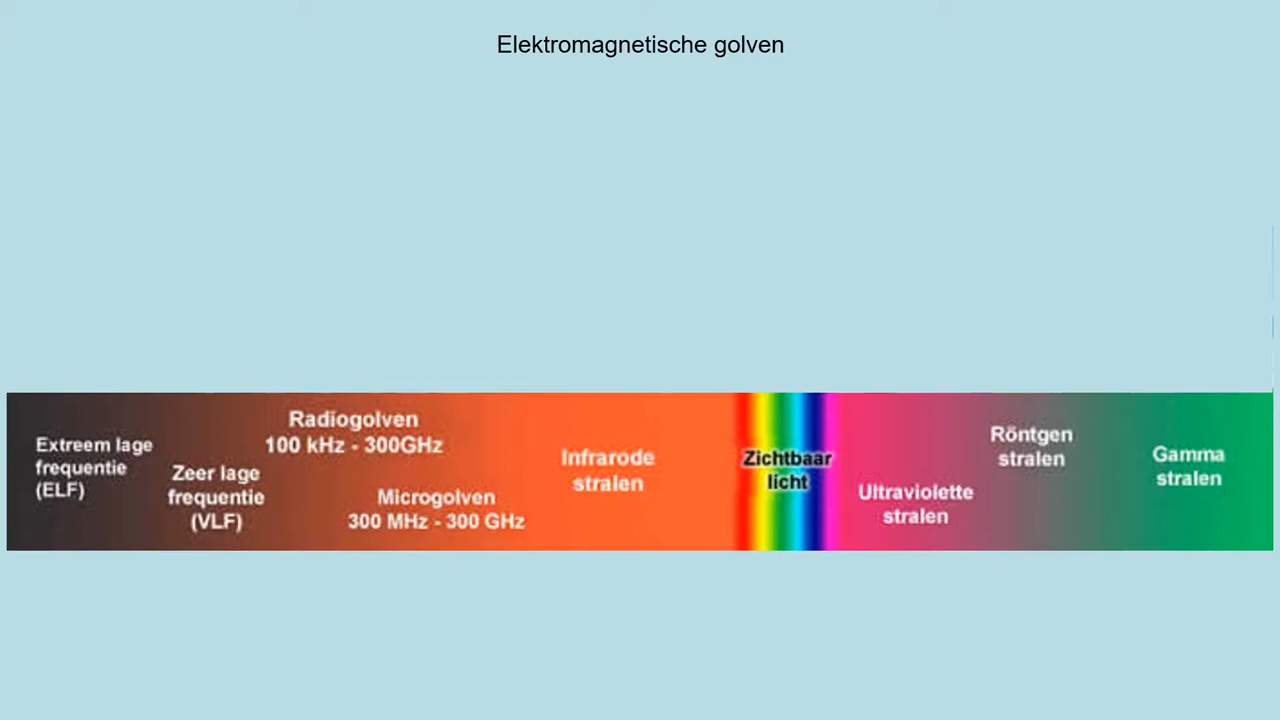 Elektromagnetische golven
Extreem lage
frequentie
(ELF)
Zeer lage
frequentie
(VLF)
Radiogolven
100 kHz - 300GHz
Microgolven
300 MHz - 300 GHz
Infrarode
stralen
Zichtbaar
licht
Ultraviolette
stralen
Röntgen
stralen
Gamma
stralen